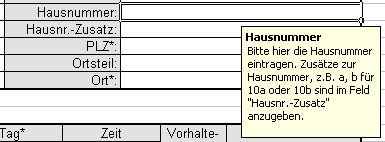 Hausnummer:
Hausnr.-Zusatz:
PLZ*:
Ortsteil:
Ort*:
Hausnummer
Bitte hier die Hausnummer
eintragen. Zusätze zur
Hausnummer, z.B. a, b für
10a oder 10b sind im Feld
"Hausnr.-Zusatz"
anzugeben.
Tag* Zeit Vorhalte-